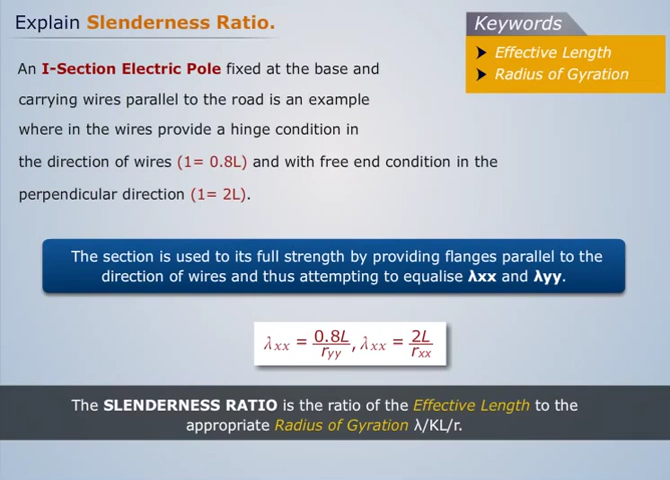 Explain Slenderness Ratio.
Keywords
Effective Length
Radius of Gyration
An I-Section Electric Pole fixed at the base and
carrying wires parallel to the road is an example
where in the wires provide a hinge condition in
the direction of wires (1= 0.8L) and with free end condition in the
perpendicular direction (1= 2L).
The section is used to its full strength by providing flanges parallel to the
direction of wires and thus attempting to equalise λxx and λyy.
λxx = 0.8L/ryy, λxx = 2L/rxx
The SLENDERNESS RATIO is the ratio of the Effective Length to the
appropriate Radius of Gyration λ/KL/r.